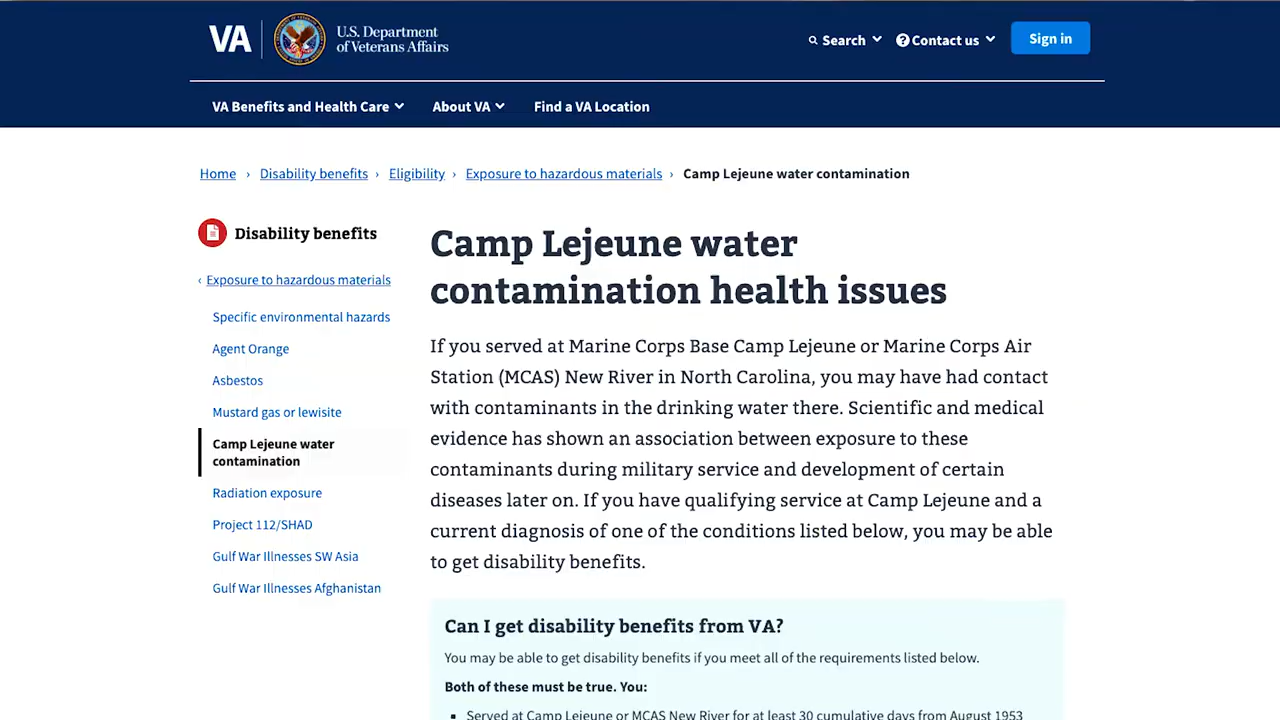 VA
U.S. Department
of Veterans Affairs
Search
Contact us
Sign in
VA Benefits and Health Care
About VA
Find a VA Location
Home › Disability benefits › Eligibility › Exposure to hazardous materials › Camp Lejeune water contamination
Disability benefits
‹ Exposure to hazardous materials
Specific environmental hazards
Agent Orange
Asbestos
Mustard gas or lewisite
Camp Lejeune water
contamination
Radiation exposure
Project 112/SHAD
Gulf War Illnesses SW Asia
Gulf War Illnesses Afghanistan
Camp Lejeune water
contamination health issues
If you served at Marine Corps Base Camp Lejeune or Marine Corps Air
Station (MCAS) New River in North Carolina, you may have had contact
with contaminants in the drinking water there. Scientific and medical
evidence has shown an association between exposure to these
contaminants during military service and development of certain
diseases later on. If you have qualifying service at Camp Lejeune and a
current diagnosis of one of the conditions listed below, you may be able
to get disability benefits.
Can I get disability benefits from VA?
You may be able to get disability benefits if you meet all of the requirements listed below.
Both of these must be true. You:
▪ Served at Camp Lejeune or MCAS New River for at least 30 cumulative days from August 1953